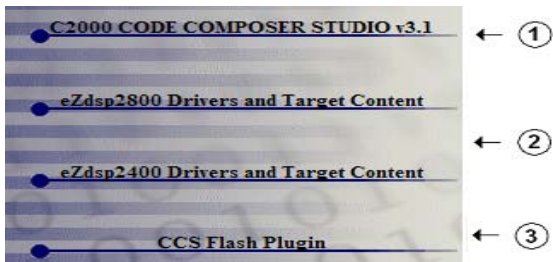 C2000 CODE COMPOSER STUDIO v3.1
1
eZdsp2800 Drivers and Target Content
2
eZdsp2400 Drivers and Target Content
CCS Flash Plugin
3